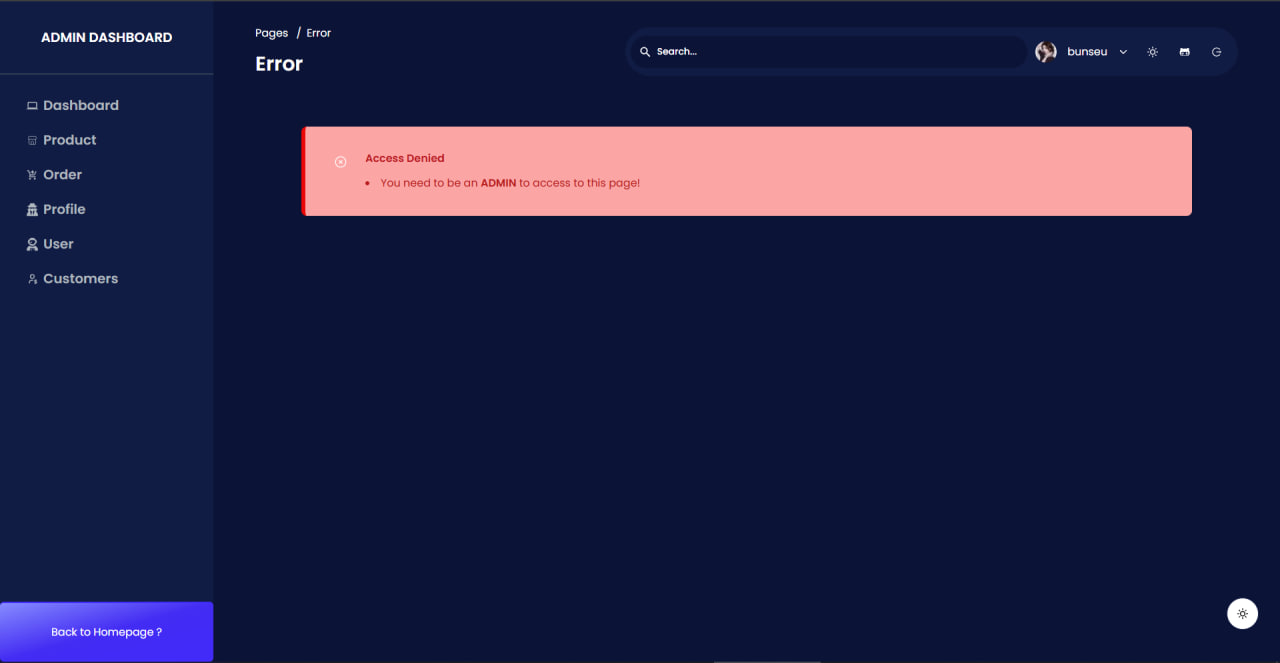 ADMIN DASHBOARD
Dashboard
Product
Order
Profile
User
Customers
Back to Homepage ?
Pages / Error
Error
Search...
bunseu
Access Denied
You need to be an ADMIN to access to this page!